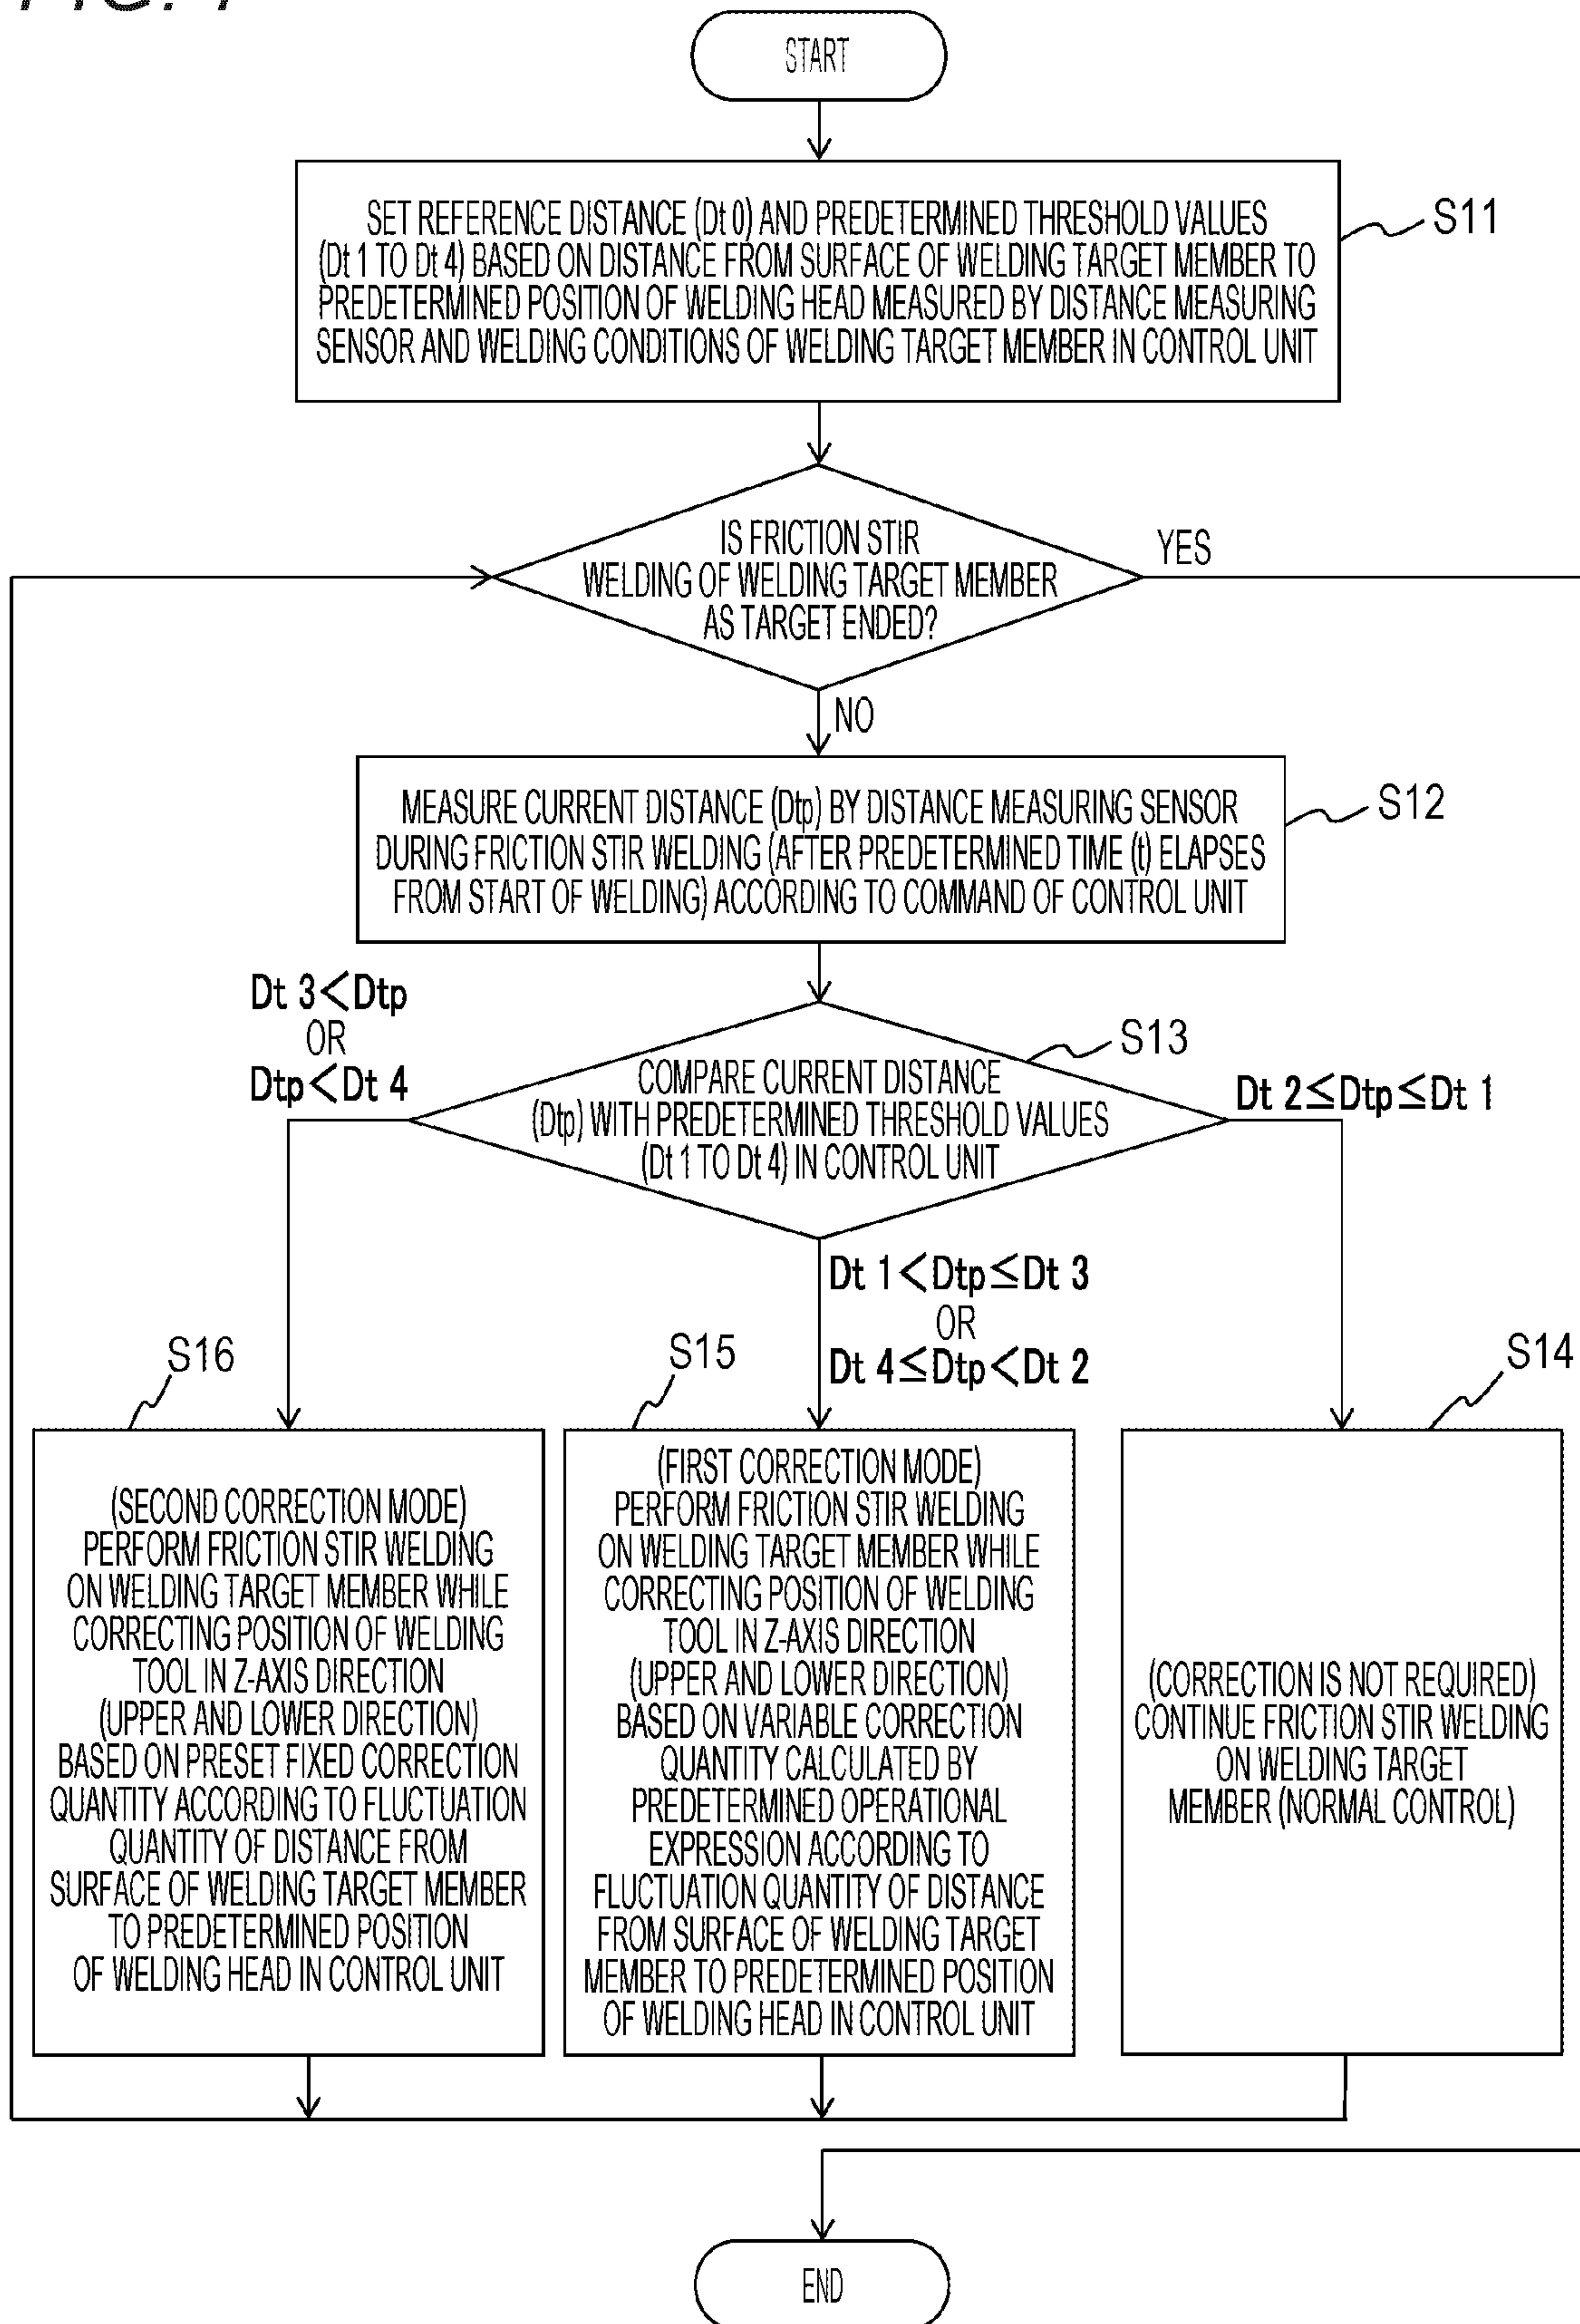 START
SET REFERENCE DISTANCE (Dt 0) AND PREDETERMINED THRESHOLD VALUES
(Dt 1 TO Dt 4) BASED ON DISTANCE FROM SURFACE OF WELDING TARGET MEMBER TO
PREDETERMINED POSITION OF WELDING HEAD MEASURED BY DISTANCE MEASURING
SENSOR AND WELDING CONDITIONS OF WELDING TARGET MEMBER IN CONTROL UNIT
S11
IS FRICTION STIR
WELDING OF WELDING TARGET MEMBER
AS TARGET ENDED?
YES
NO
MEASURE CURRENT DISTANCE (Dtp) BY DISTANCE MEASURING SENSOR
DURING FRICTION STIR WELDING (AFTER PREDETERMINED TIME (t) ELAPSES
FROM START OF WELDING) ACCORDING TO COMMAND OF CONTROL UNIT
S12
Dt 3<Dtp
OR
Dtp<Dt 4
COMPARE CURRENT DISTANCE
(Dtp) WITH PREDETERMINED THRESHOLD VALUES
(Dt 1 TO Dt 4) IN CONTROL UNIT
S13
Dt 2≤Dtp≤Dt 1
Dt 1<Dtp≤Dt 3
OR
Dt 4≤Dtp<Dt 2
S16
(SECOND CORRECTION MODE)
PERFORM FRICTION STIR WELDING
ON WELDING TARGET MEMBER WHILE
CORRECTING POSITION OF WELDING
TOOL IN Z-AXIS DIRECTION
(UPPER AND LOWER DIRECTION)
BASED ON PRESET FIXED CORRECTION
QUANTITY ACCORDING TO FLUCTUATION
QUANTITY OF DISTANCE FROM
SURFACE OF WELDING TARGET MEMBER
TO PREDETERMINED POSITION
OF WELDING HEAD IN CONTROL UNIT
S15
(FIRST CORRECTION MODE)
PERFORM FRICTION STIR WELDING
ON WELDING TARGET MEMBER WHILE
CORRECTING POSITION OF WELDING
TOOL IN Z-AXIS DIRECTION
(UPPER AND LOWER DIRECTION)
BASED ON VARIABLE CORRECTION
QUANTITY CALCULATED BY
PREDETERMINED OPERATIONAL
EXPRESSION ACCORDING TO
FLUCTUATION QUANTITY OF DISTANCE
FROM SURFACE OF WELDING TARGET
MEMBER TO PREDETERMINED POSITION
OF WELDING HEAD IN CONTROL UNIT
S14
(CORRECTION IS NOT REQUIRED)
CONTINUE FRICTION STIR WELDING
ON WELDING TARGET
MEMBER (NORMAL CONTROL)
END